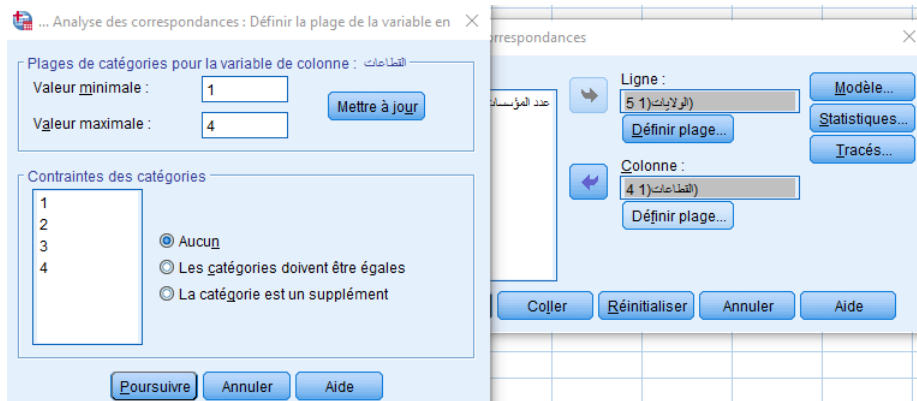 ... Analyse des correspondances : Définir la plage de la variable en
Plages de catégories pour la variable de colonne : القطاعات
Valeur minimale :
1
Valeur maximale :
4
Mettre à jour
Contraintes des catégories
1
2
3
4
Aucun
Les catégories doivent être égales
La catégorie est un supplément
Poursuivre
Annuler
Aide
orrespondances
عدد المؤسسات
Ligne :
الولايات(1 5)
Définir plage...
Colonne :
القطاعات(1 4)
Définir plage...
Modèle...
Statistiques...
Tracés...
Coller
Réinitialiser
Annuler
Aide